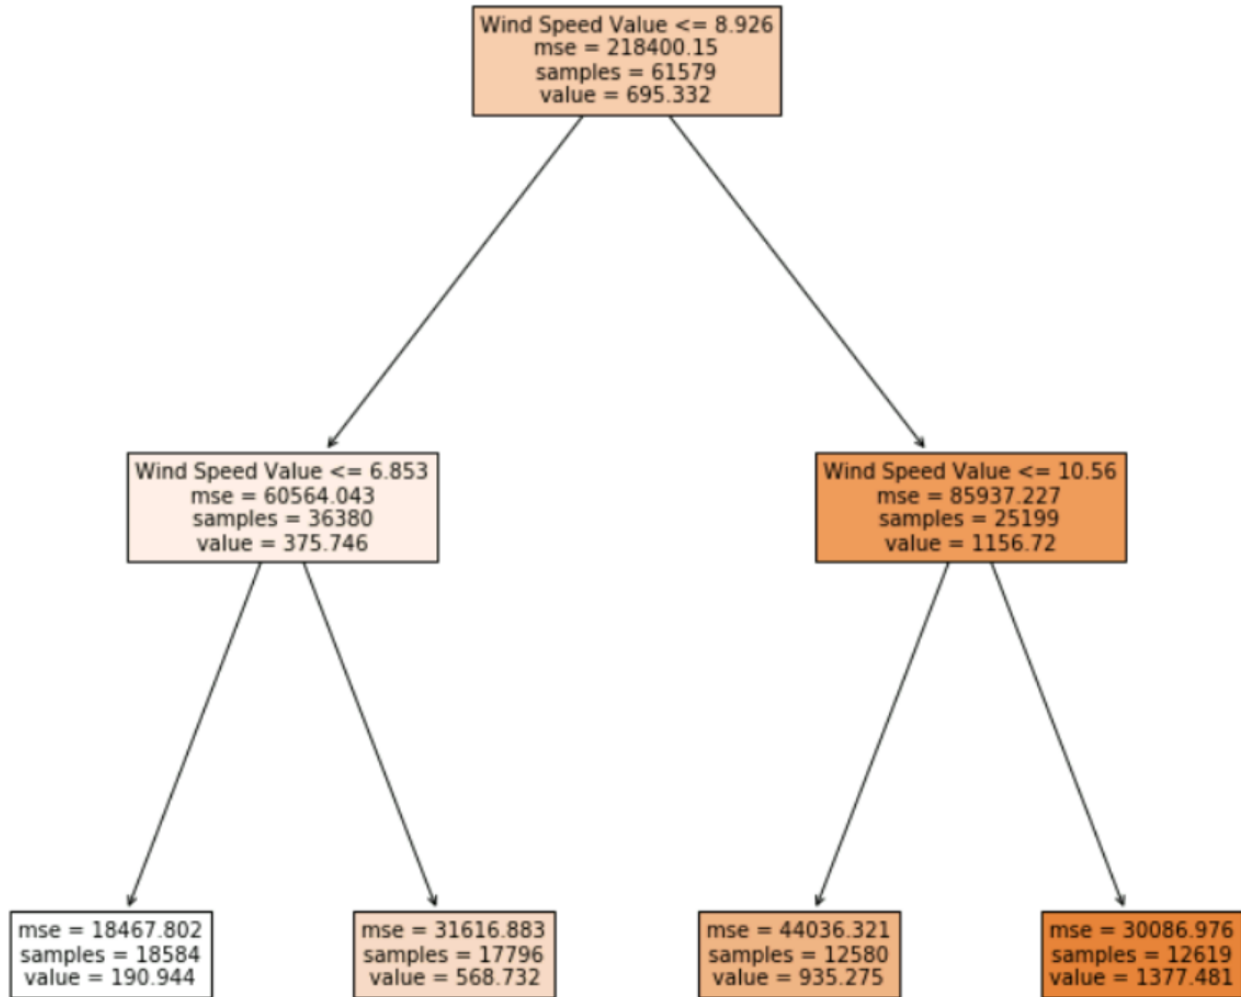 Wind Speed Value <= 8.926
mse = 218400.15
samples = 61579
value = 695.332
Wind Speed Value <= 6.853
mse = 60564.043
samples = 36380
value = 375.746
Wind Speed Value <= 10.56
mse = 85937.227
samples = 25199
value = 1156.72
mse = 18467.802
samples = 18584
value = 190.944
mse = 31616.883
samples = 17796
value = 568.732
mse = 44036.321
samples = 12580
value = 935.275
mse = 30086.976
samples = 12619
value = 1377.481